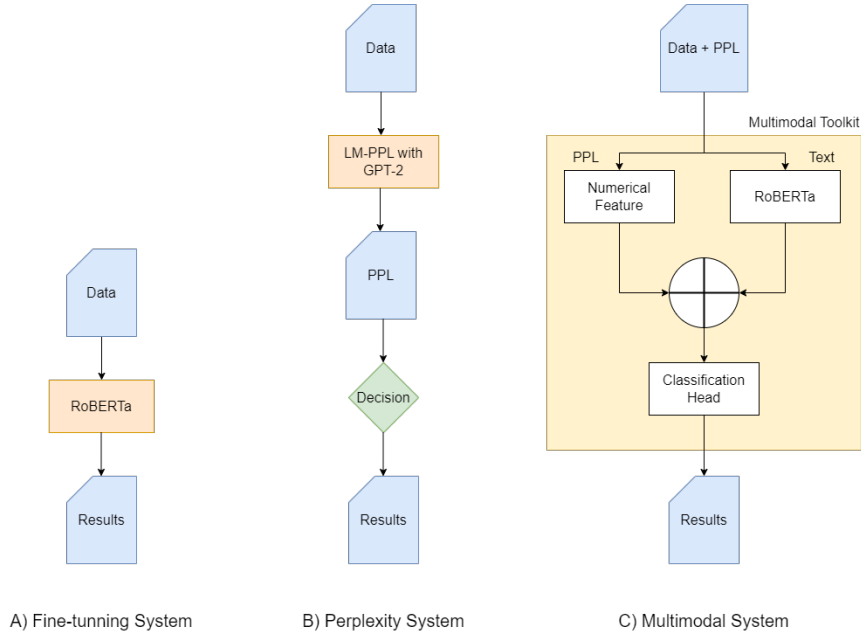 Data
RoBERTa
Results
A) Fine-tunning System
Data
LM-PPL with
GPT-2
PPL
Decision
Results
B) Perplexity System
Data + PPL
Multimodal Toolkit
PPL
Text
Numerical
Feature
RoBERTa
Classification
Head
Results
C) Multimodal System